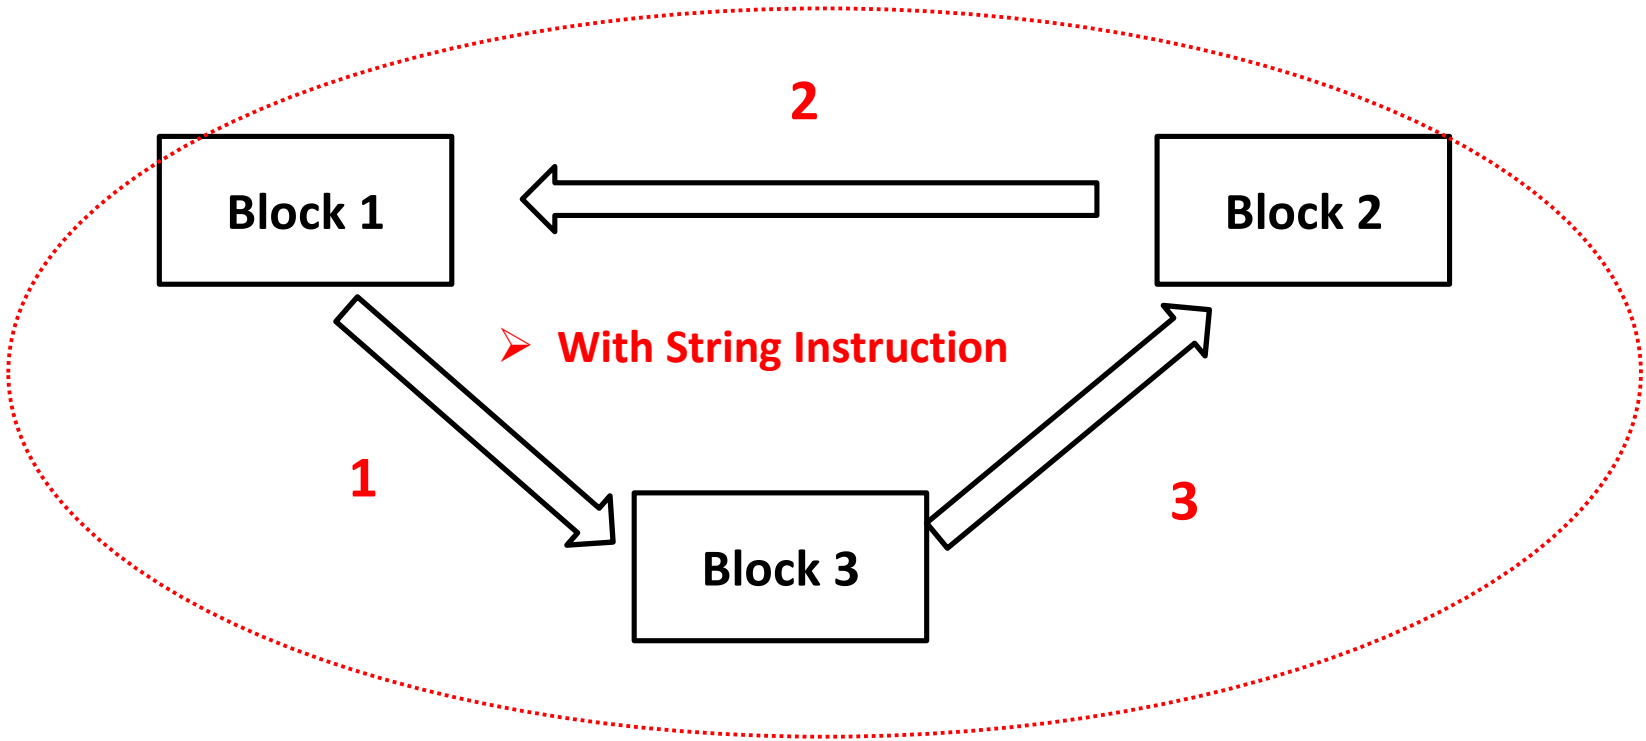 2
Block 1
Block 2
➢ With String Instruction
1
3
Block 3